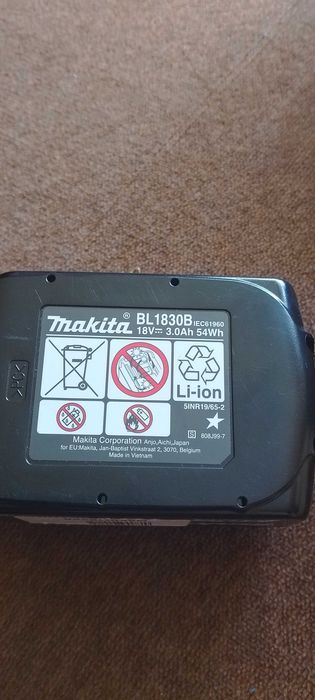 makita® BL1830B IEC61960
18V⎓ 3.0Ah 54Wh
Li-ion
5INR19/65-2
S 808J99-7
Makita Corporation Anjo,Aichi,Japan
for EU:Makita, Jan-Baptist Vinkstraat 2, 3070, Belgium
Made in Vietnam